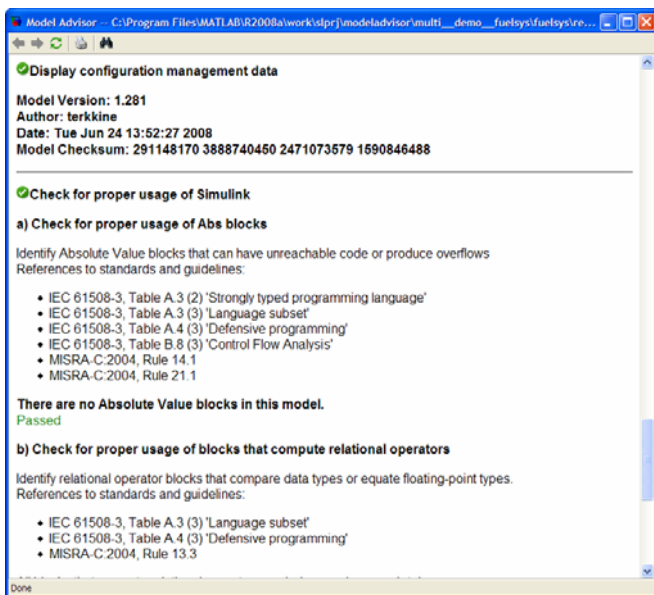 Model Advisor -- C:\Program Files\MATLAB\R2008a\work\slprj\modeladvisor\multi__demo__fuelsys\fuelsys\re...
Display configuration management data
Model Version: 1.281
Author: terkkine
Date: Tue Jun 24 13:52:27 2008
Model Checksum: 291148170 3888740450 2471073579 1590846488
Check for proper usage of Simulink
a) Check for proper usage of Abs blocks
Identify Absolute Value blocks that can have unreachable code or produce overflows
References to standards and guidelines:
IEC 61508-3, Table A.3 (2) 'Strongly typed programming language'
IEC 61508-3, Table A.3 (3) 'Language subset'
IEC 61508-3, Table A.4 (3) 'Defensive programming'
IEC 61508-3, Table B.8 (3) 'Control Flow Analysis'
MISRA-C:2004, Rule 14.1
MISRA-C:2004, Rule 21.1
There are no Absolute Value blocks in this model.
Passed
b) Check for proper usage of blocks that compute relational operators
Identify relational operator blocks that compare data types or equate floating-point types.
References to standards and guidelines:
IEC 61508-3, Table A.3 (3) 'Language subset'
IEC 61508-3, Table A.4 (3) 'Defensive programming'
MISRA-C:2004, Rule 13.3
Done